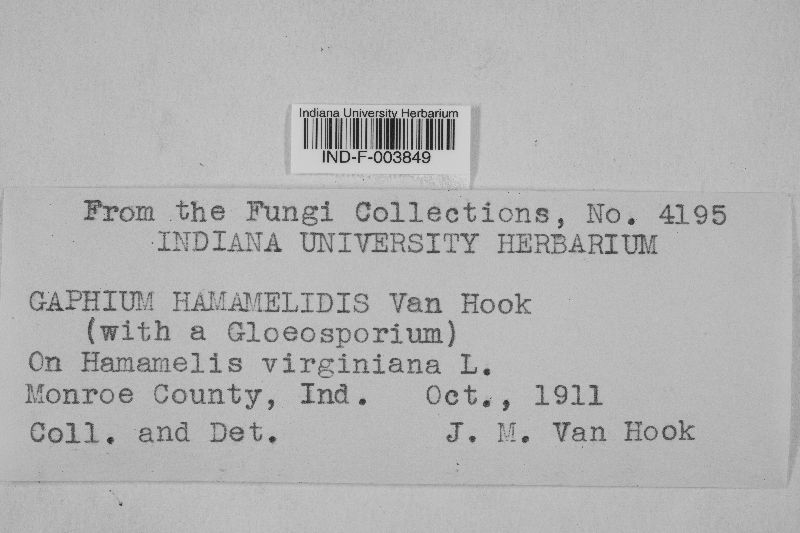 Indiana University Herbarium
IND-F-003849
From the Fungi Collections, No. 4195
INDIANA UNIVERSITY HERBARIUM
GAPHIUM HAMAMELIDIS Van Hook
(with a Gloeosporium)
On Hamamelis virginiana L.
Monroe County, Ind. Oct., 1911
Coll. and Det. J. M. Van Hook